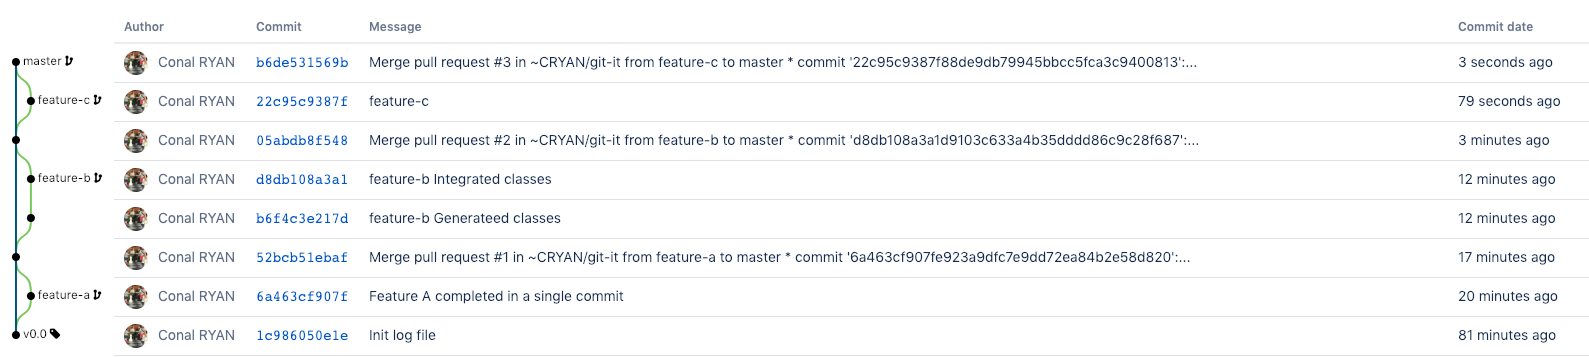 Author Commit Message Commit date
master Conal RYAN b6de531569b Merge pull request #3 in ~CRYAN/git-it from feature-c to master * commit '22c95c9387f88de9db79945bbcc5fca3c9400813':... 3 seconds ago
feature-c Conal RYAN 22c95c9387f feature-c 79 seconds ago
Conal RYAN 05abdb8f548 Merge pull request #2 in ~CRYAN/git-it from feature-b to master * commit 'd8db108a3a1d9103c633a4b35dddd86c9c28f687':... 3 minutes ago
feature-b Conal RYAN d8db108a3a1 feature-b Integrated classes 12 minutes ago
Conal RYAN b6f4c3e217d feature-b Generateed classes 12 minutes ago
Conal RYAN 52bcb51ebaf Merge pull request #1 in ~CRYAN/git-it from feature-a to master * commit '6a463cf907fe923a9dfc7e9dd72ea84b2e58d820':... 17 minutes ago
feature-a Conal RYAN 6a463cf907f Feature A completed in a single commit 20 minutes ago
v0.0 Conal RYAN 1c986050e1e Init log file 81 minutes ago